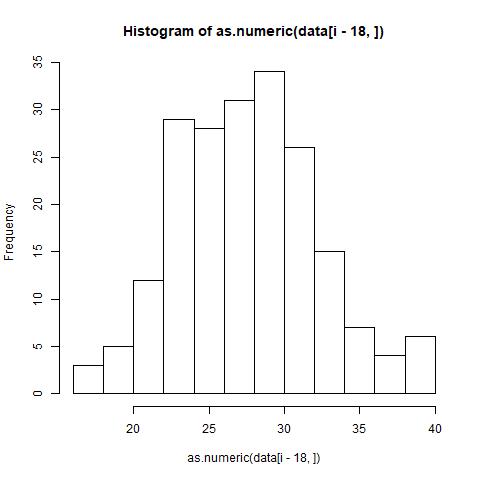 Histogram of as.numeric(data[i - 18, ])
Frequency
35
30
25
20
15
10
5
0
20 25 30 35 40
as.numeric(data[i - 18, ])